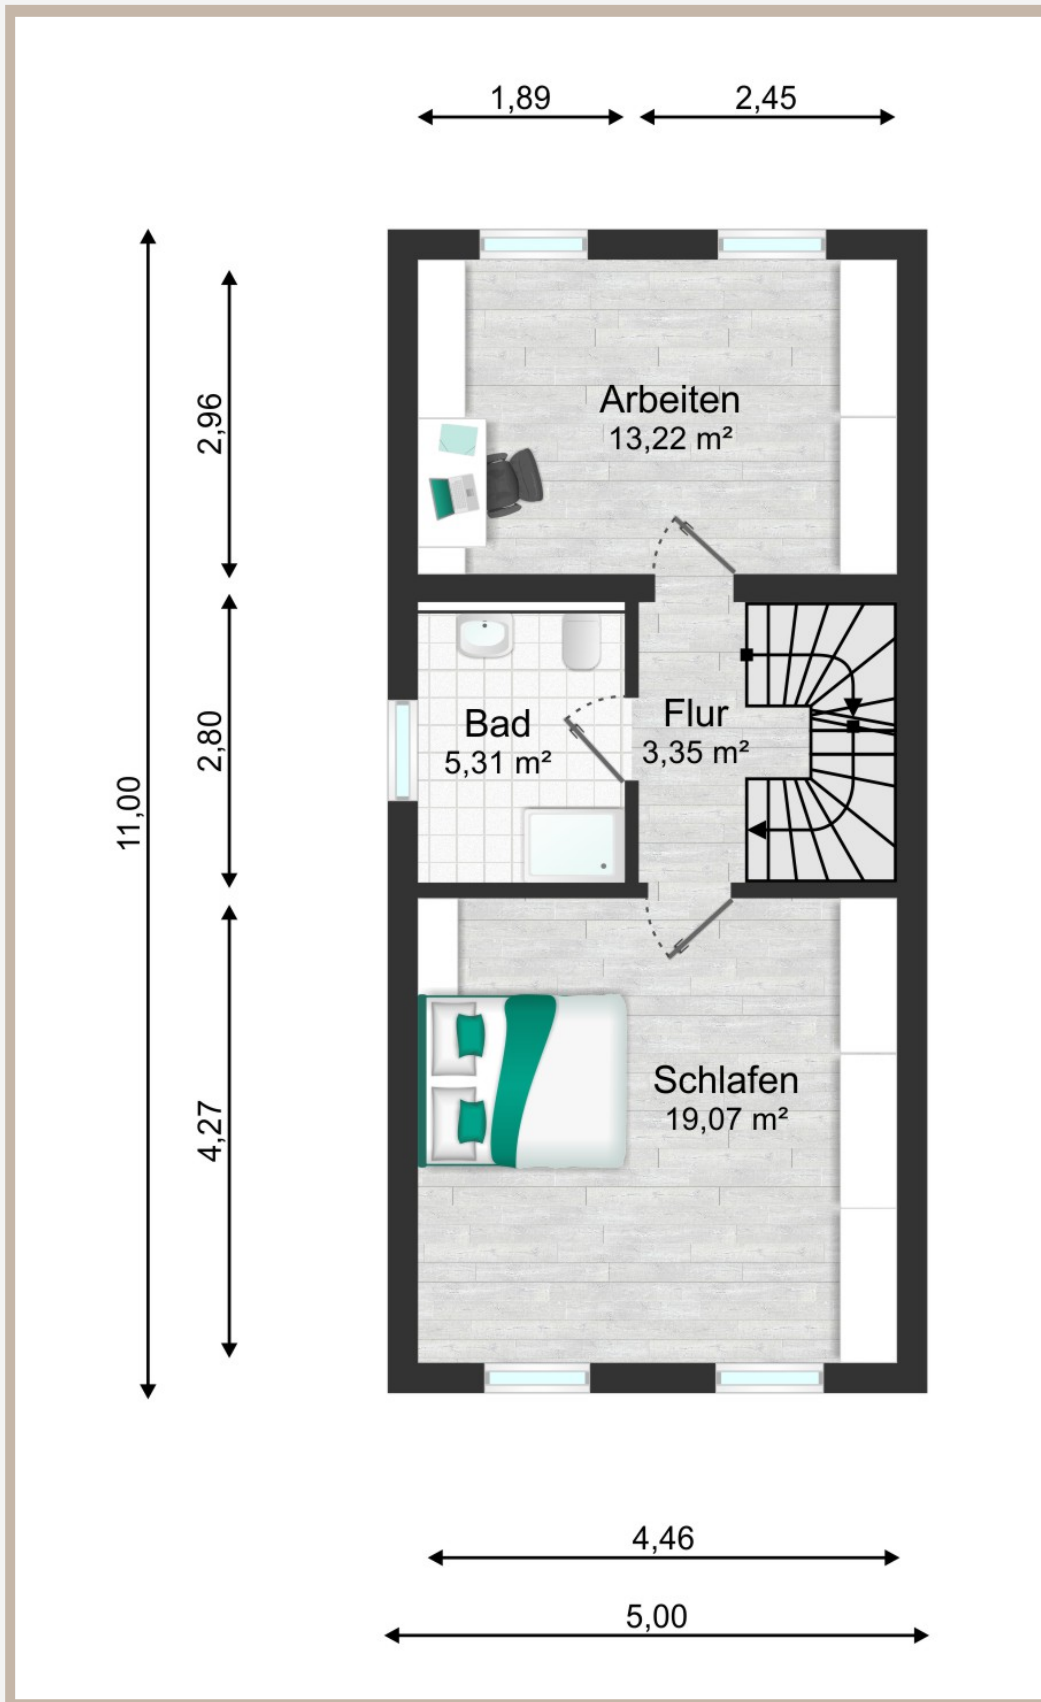 1,89
2,45
2,96
Arbeiten
13,22 m²
2,80
Bad
5,31 m²
Flur
3,35 m²
11,00
4,27
Schlafen
19,07 m²
4,46
5,00